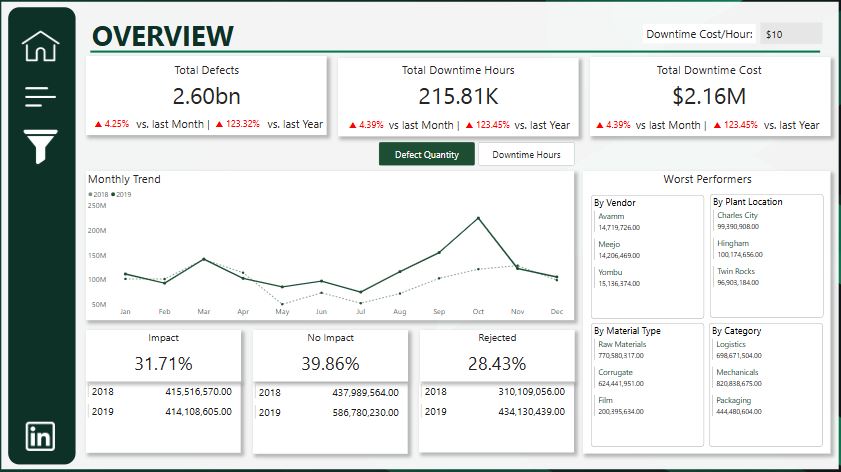 OVERVIEW
Downtime Cost/Hour: $10
Total Defects
2.60bn
▲ 4.25% vs. last Month | ▲ 123.32% vs. last Year
Total Downtime Hours
215.81K
▲ 4.39% vs last Month | ▲ 123.45% vs. last Year
Total Downtime Cost
$2.16M
▲ 4.39% vs. last Month | ▲ 123.45% vs. last Year
Defect Quantity
Downtime Hours
Monthly Trend
2018 2019
250M
200M
150M
100M
50M
Jan Feb Mar Apr May Jun Jul Aug Sep Oct Nov Dec
Worst Performers
By Vendor
Avamm
14,719,726.00
Meejo
14,206,469.00
Yombu
15,136,374.00
By Plant Location
Charles City
99,390,908.00
Hingham
100,174,656.00
Twin Rocks
96,903,184.00
By Material Type
Raw Materials
770,580,317.00
Corrugate
624,441,951.00
Film
200,395,634.00
By Category
Logistics
698,671,504.00
Mechanicals
820,838,675.00
Packaging
444,480,604.00
Impact
31.71%
2018 415,516,570.00
2019 414,108,605.00
No Impact
39.86%
2018 437,989,564.00
2019 586,780,230.00
Rejected
28.43%
2018 310,109,056.00
2019 434,130,439.00
in